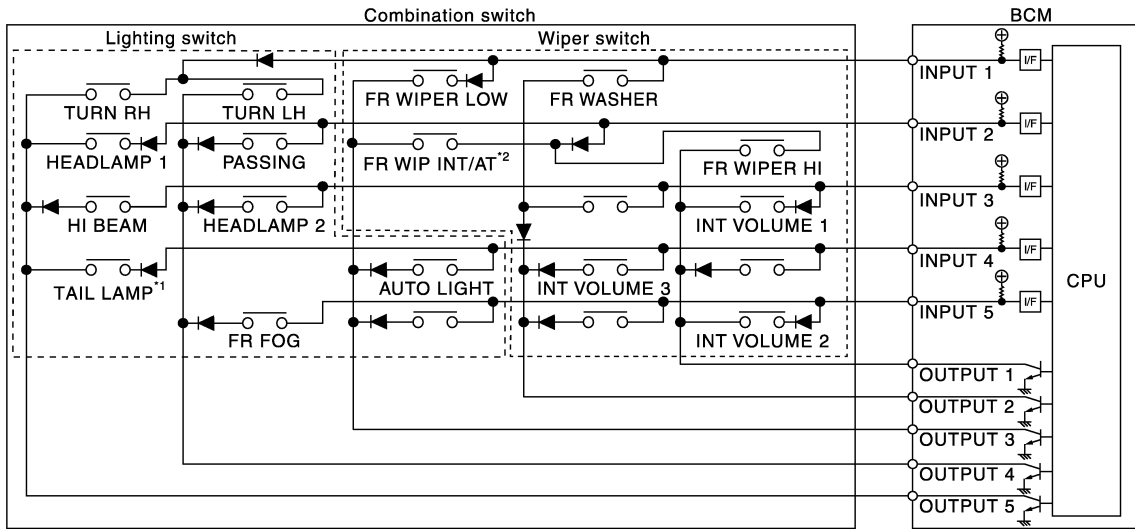 Combination switch
BCM
Lighting switch
Wiper switch
INPUT 1
I/F
TURN RH
TURN LH
FR WIPER LOW
FR WASHER
INPUT 2
I/F
HEADLAMP 1
PASSING
FR WIP INT/AT*2
FR WIPER HI
INPUT 3
I/F
HI BEAM
HEADLAMP 2
INT VOLUME 1
INPUT 4
I/F
CPU
TAIL LAMP*1
AUTO LIGHT
INT VOLUME 3
INPUT 5
I/F
FR FOG
INT VOLUME 2
OUTPUT 1
OUTPUT 2
OUTPUT 3
OUTPUT 4
OUTPUT 5